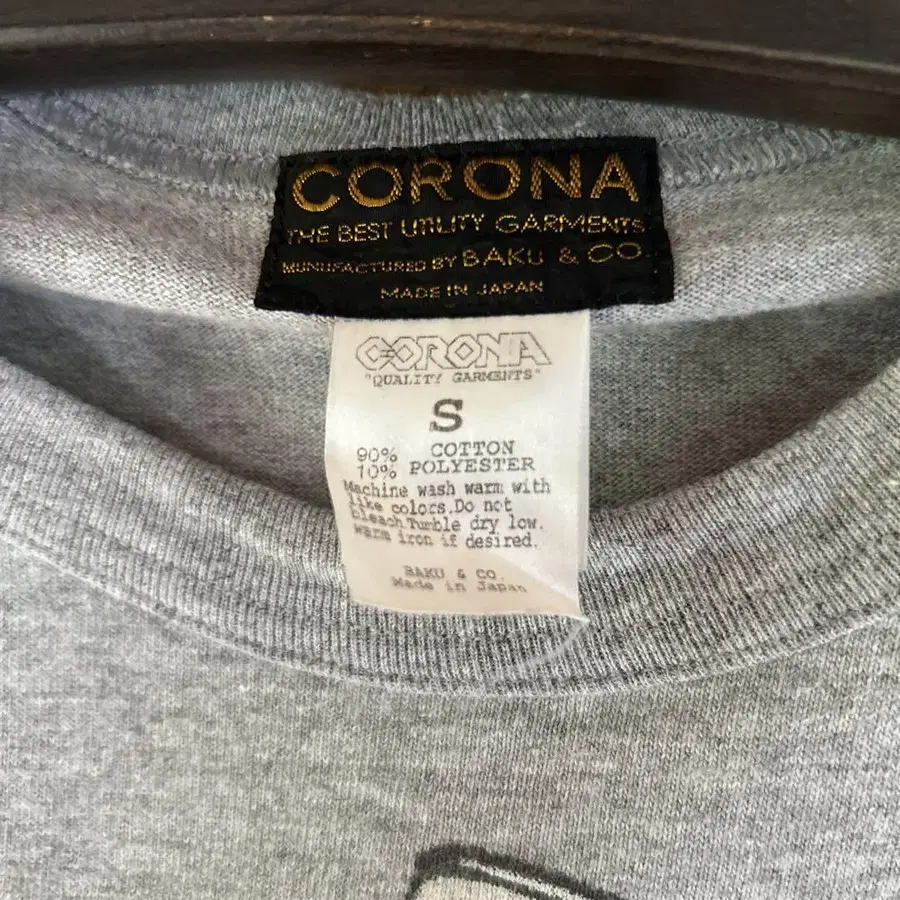 CORONA
THE BEST UTILITY GARMENTS
MUNUFACTURED BY BAKU & CO.
MADE IN JAPAN
CORONA
"QUALITY GARMENTS"
S
90% COTTON
10% POLYESTER
Machine wash warm with
like colors.Do not
bleach.Tumble dry low.
warm iron if desired.
BAKU & CO.
Made in Japan